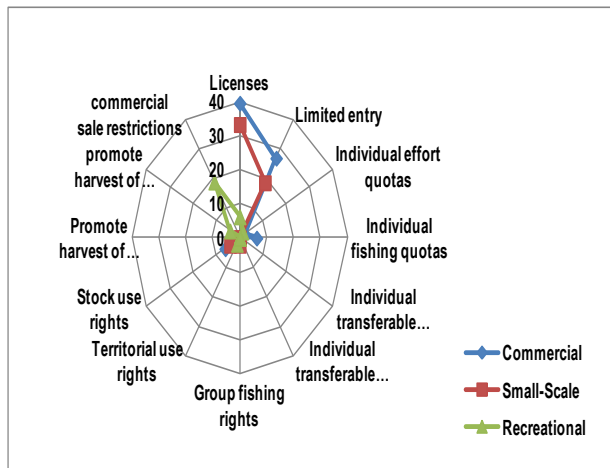 Licenses
Limited entry
Individual effort
quotas
Individual
fishing quotas
Individual
transferable...
Individual
transferable...
Group fishing
rights
Territorial use
rights
Stock use
rights
Promote
harvest of...
promote
harvest of ...
commercial
sale restrictions
40
30
20
10
0
Commercial
Small-Scale
Recreational